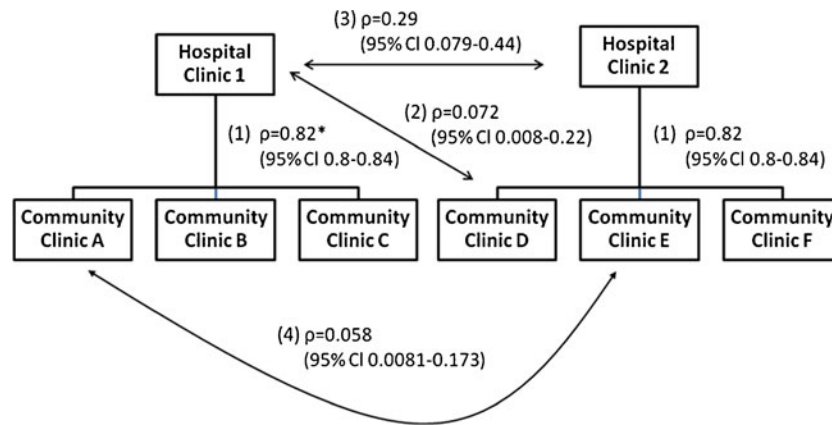 (3) ρ=0.29
(95% CI 0.079-0.44)
Hospital
Clinic 1
Hospital
Clinic 2
(2) ρ=0.072
(95% CI 0.008-0.22)
(1) ρ=0.82*
(95% CI 0.8-0.84)
(1) ρ=0.82
(95% CI 0.8-0.84)
Community
Clinic A
Community
Clinic B
Community
Clinic C
Community
Clinic D
Community
Clinic E
Community
Clinic F
(4) ρ=0.058
(95% CI 0.0081-0.173)